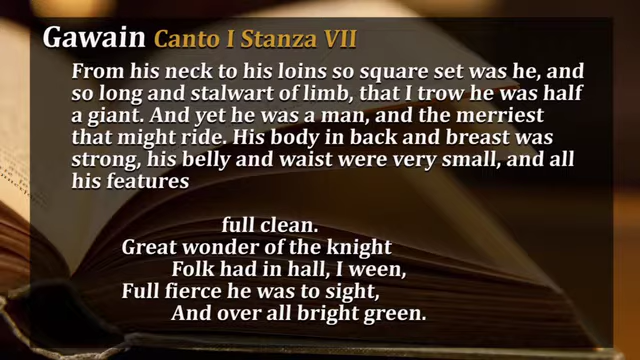 Gawain Canto I Stanza VII
From his neck to his loins so square set was he, and
so long and stalwart of limb, that I trow he was half
a giant. And yet he was a man, and the merriest
that might ride. His body in back and breast was
strong, his belly and waist were very small, and all
his features
full clean.
Great wonder of the knight
Folk had in hall, I ween,
Full fierce he was to sight,
And over all bright green.